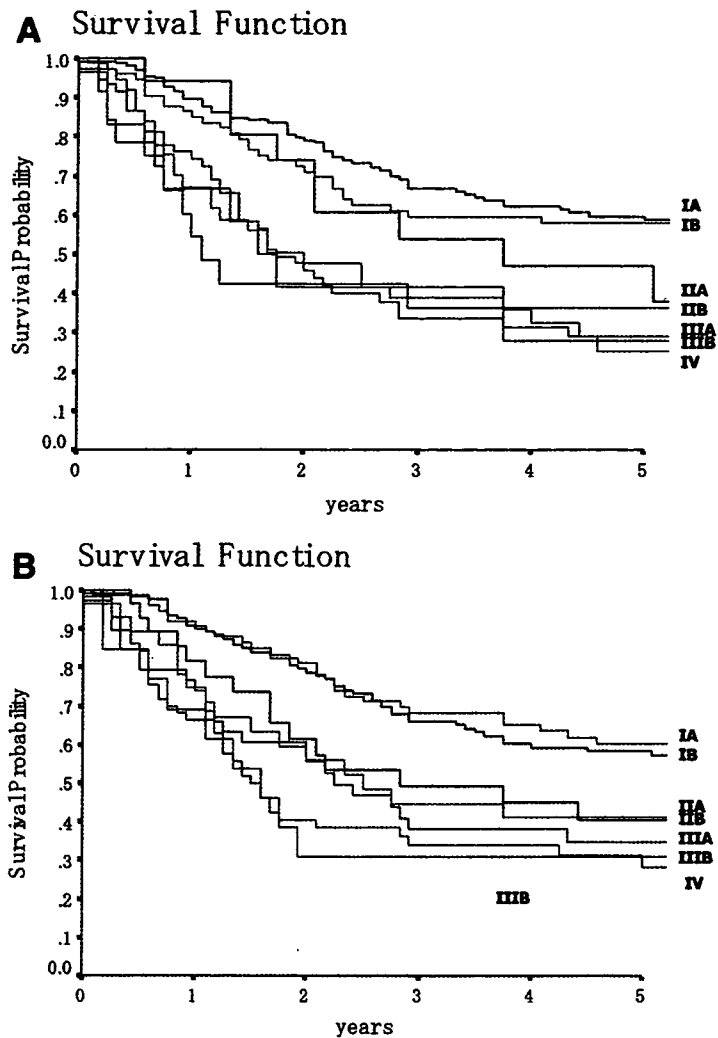 A Survival Function
1.0
.9
.8
.7
.6
.5
.4
.3
.2
.1
0.0
Survival Probability
IA
IB
IIA
IIB
IIIA
IIIB
IV
0 1 2 3 4 5
years
B Survival Function
1.0
.9
.8
.7
.6
.5
.4
.3
.2
.1
0.0
Survival Probability
IA
IB
IIA
IIB
IIIA
IIIB
IV
IIIB
0 1 2 3 4 5
years